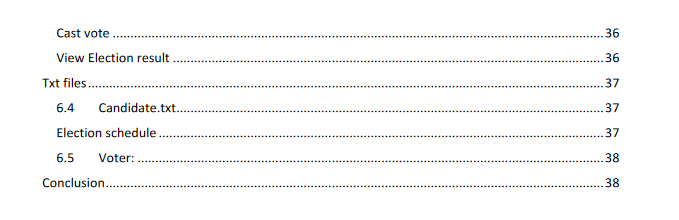 Cast vote ........................................................................................................................................ 36
View Election result ....................................................................................................................... 36
Txt files .............................................................................................................................................. 37
6.4 Candidate.txt ...................................................................................................................... 37
Election schedule ........................................................................................................................... 37
6.5 Voter: ................................................................................................................................. 38
Conclusion ......................................................................................................................................... 38